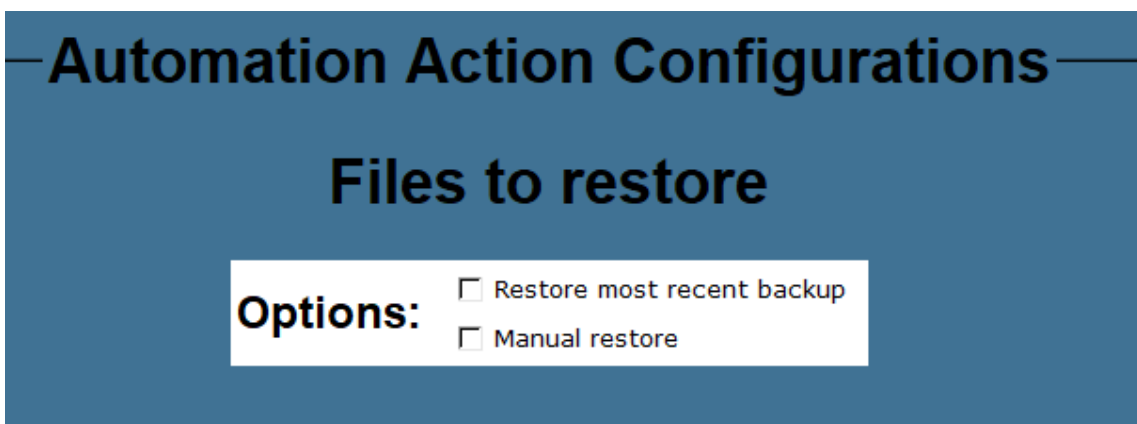 Automation Action Configurations
Files to restore
Options:
Restore most recent backup
Manual restore